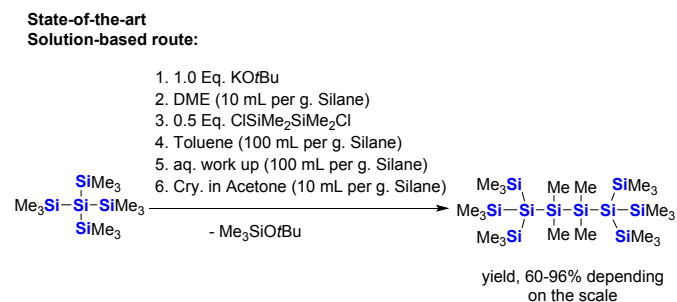 State-of-the-art
Solution-based route:
1. 1.0 Eq. KOtBu
2. DME (10 mL per g. Silane)
3. 0.5 Eq. ClSiMe₂SiMe₂Cl
4. Toluene (100 mL per g. Silane)
5. aq. work up (100 mL per g. Silane)
6. Cry. in Acetone (10 mL per g. Silane)
SiMe₃
Me₃Si–Si–SiMe₃
SiMe₃
- Me₃SiOtBu
Me₃Si Me Me SiMe₃
Me₃Si–Si–Si–Si–Si–SiMe₃
Me₃Si Me Me SiMe₃
yield, 60-96% depending
on the scale